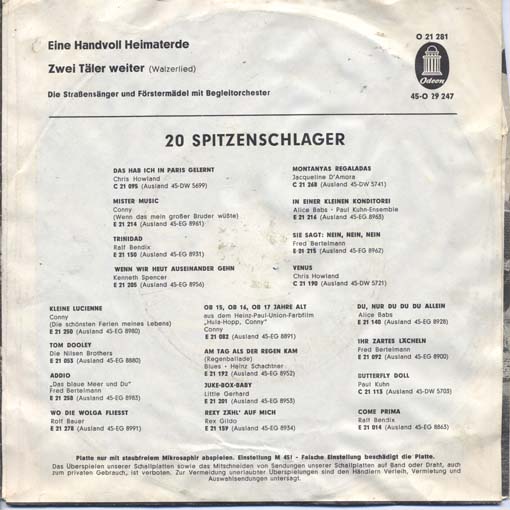 Eine Handvoll Heimaterde
Zwei Täler weiter (Walzerlied)
Die Straßensänger und Förstermädel mit Begleitorchester
O 21 281
Odeon
45-O 29 247
20 SPITZENSCHLAGER
DAS HAB ICH IN PARIS GELERNT
Chris Howland
C 21 095 (Ausland 45-DW 5699)
MISTER MUSIC
Conny
(Wenn das mein großer Bruder wüßte)
E 21 214 (Ausland 45-EG 8961)
TRINIDAD
Ralf Bendix
E 21 150 (Ausland 45-EG 8931)
WENN WIR HEUT AUSEINANDER GEHN
Kenneth Spencer
E 21 205 (Ausland 45-EG 8956)
MONTANYAS REGALADAS
Jacqueline D'Amora
C 21 268 (Ausland 45-DW 5741)
IN EINER KLEINEN KONDITOREI
Alice Babs - Paul Kuhn-Ensemble
E 21 216 (Ausland 45-EG 8963)
SIE SAGT: NEIN, NEIN, NEIN
Fred Bertelmann
E 21 215 (Ausland 45-EG 8962)
VENUS
Chris Howland
C 21 190 (Ausland 45-DW 5721)
KLEINE LUCIENNE
Conny
(Die schönsten Ferien meines Lebens)
E 21 250 (Ausland 45-EG 8980)
TOM DOOLEY
Die Nilsen Brothers
E 21 053 (Ausland 45-EG 8880)
ADDIO
„Das blaue Meer und Du"
Fred Bertelmann
E 21 258 (Ausland 45-EG 8983)
WO DIE WOLGA FLIESST
Ralf Bauer
E 21 278 (Ausland 45-EG 8991)
OB 15, OB 16, OB 17 JAHRE ALT
aus dem Heinz-Paul-Union-Farbfilm
„Hula-Hopp, Conny"
Conny
E 21 082 (Ausland 45-EG 8891)
AM TAG ALS DER REGEN KAM
(Regenballade)
Blues - Heinz Schachtner
E 21 192 (Ausland 45-EG 8952)
JUKE-BOX-BABY
Little Gerhard
E 21 201 (Ausland 45-EG 8953)
REXY ZÄHL' AUF MICH
Rex Gildo
E 21 159 (Ausland 45-EG 8934)
DU, NUR DU DU DU ALLEIN
Alice Babs
E 21 140 (Ausland 45-EG 8928)
IHR ZARTES LÄCHELN
Fred Bertelmann
E 21 092 (Ausland 45-EG 8900)
BUTTERFLY DOLL
Paul Kuhn
C 21 113 (Ausland 45-DW 5703)
COME PRIMA
Ralf Bendix
E 21 014 (Ausland 45-EG 8863)
Platte nur mit staubfreiem Mikrosaphir abspielen. Einstellung M 45! - Falsche Einstellung beschädigt die Platte.
Das Überspielen unserer Schallplatten sowie das Mitschneiden von Sendungen unserer Schallplatten auf Band oder Draht, auch
zum privaten Gebrauch, ist verboten. Zur Vermeidung unerlaubter Überspielungen sind den Händlern Verleih, Vermietung und
Auswahlsendungen untersagt.